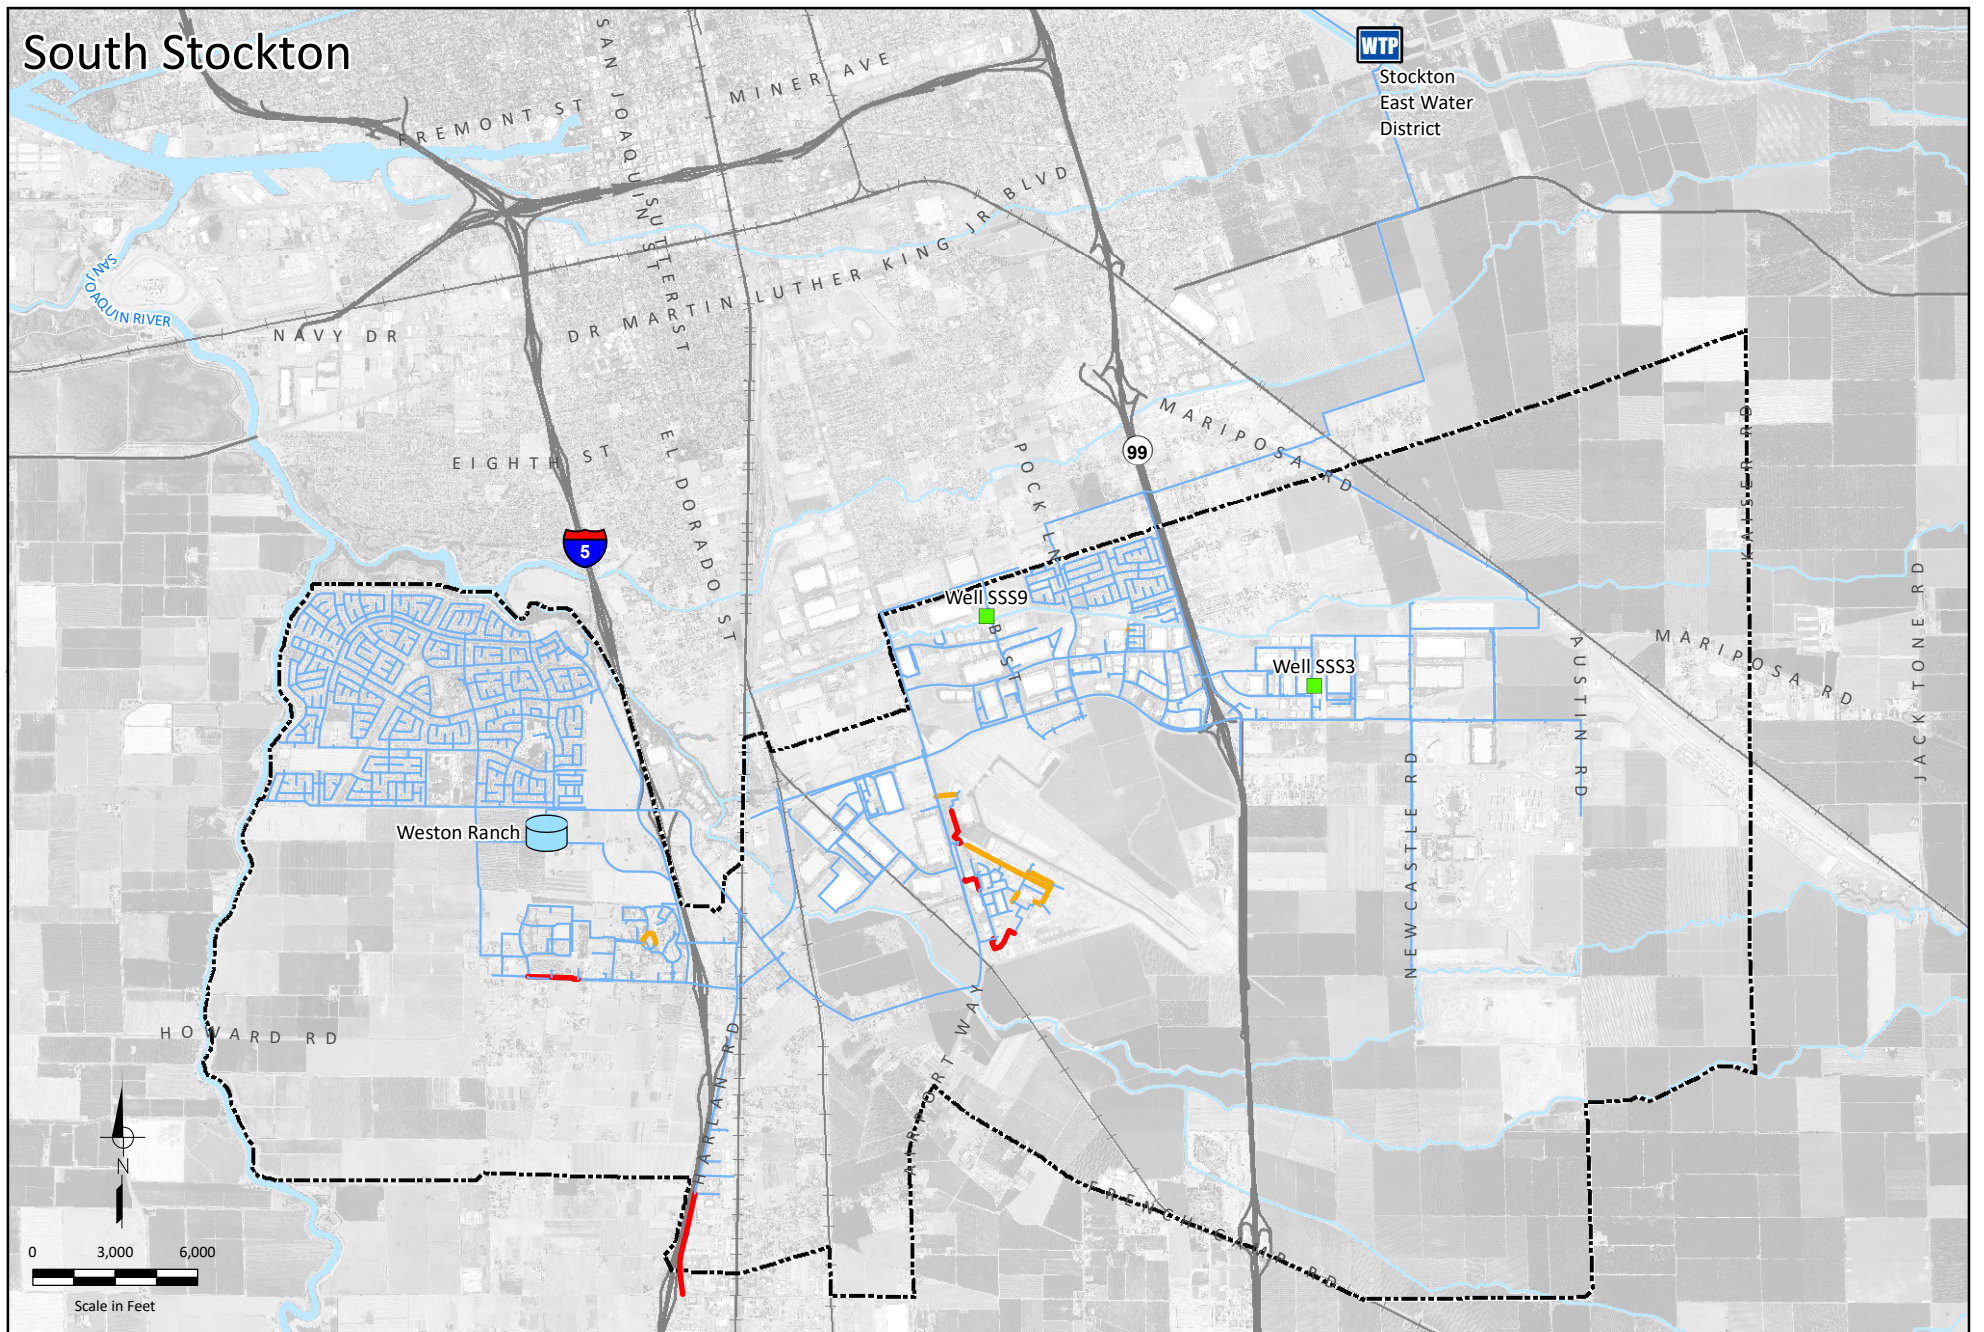 South Stockton
WTP
Stockton
East Water
District
SAN JOAQUIN ST
SUTTER ST
MINER AVE
FREMONT ST
DR MARTIN LUTHER KING JR BLVD
SAN JOAQUIN RIVER
NAVY DR
MARIPOSA RD
99
EIGHTH ST
EL DORADO ST
POCK LN
KAISER RD
5
JACK TONE RD
Well SSS9
B ST
Well SSS3
AUSTIN RD
MARIPOSA RD
NEWCASTLE RD
Weston Ranch
HOWARD RD
HARLAN RD
AIRPORT WAY
FRENCH CAMP RD
N
0 3,000 6,000
Scale in Feet